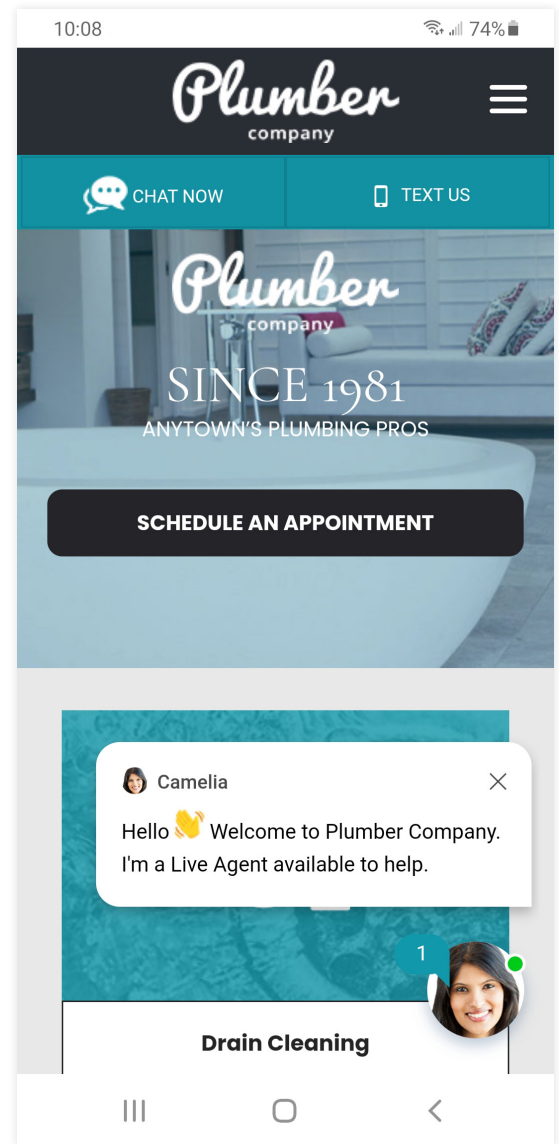 10:08 74%
Plumber
company
CHAT NOW TEXT US
Plumber
company
SINCE 1981
ANYTOWN'S PLUMBING PROS
SCHEDULE AN APPOINTMENT
Camelia
Hello 👋 Welcome to Plumber Company.
I'm a Live Agent available to help.
1
Drain Cleaning